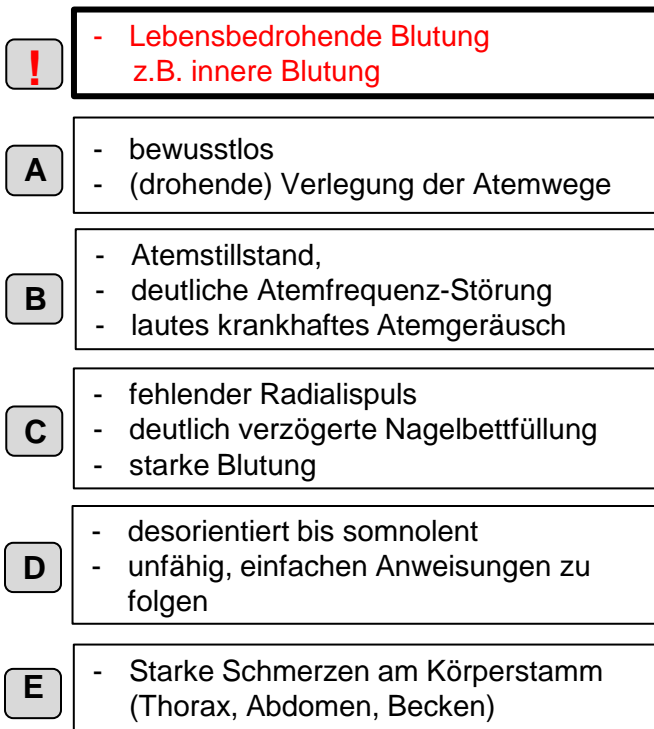 !
- Lebensbedrohende Blutung
z.B. innere Blutung
A
- bewusstlos
- (drohende) Verlegung der Atemwege
B
- Atemstillstand,
- deutliche Atemfrequenz-Störung
- lautes krankhaftes Atemgeräusch
C
- fehlender Radialispuls
- deutlich verzögerte Nagelbettfüllung
- starke Blutung
D
- desorientiert bis somnolent
- unfähig, einfachen Anweisungen zu
folgen
E
- Starke Schmerzen am Körperstamm
(Thorax, Abdomen, Becken)